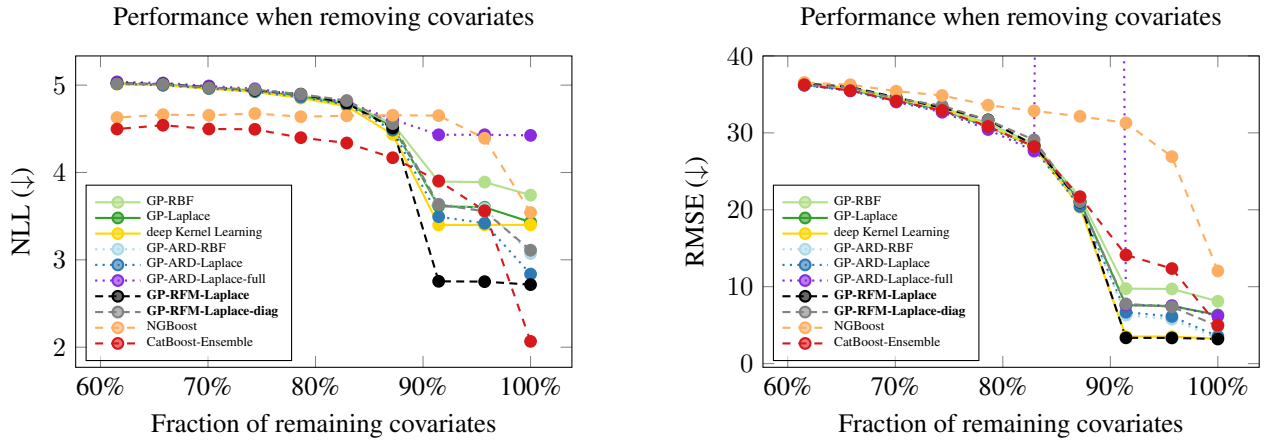 Performance when removing covariates
NLL (↓)
5
4
3
2
GP-RBF
GP-Laplace
deep Kernel Learning
GP-ARD-RBF
GP-ARD-Laplace
GP-ARD-Laplace-full
GP-RFM-Laplace
GP-RFM-Laplace-diag
NGBoost
CatBoost-Ensemble
60% 70% 80% 90% 100%
Fraction of remaining covariates
Performance when removing covariates
RMSE (↓)
40
30
20
10
0
GP-RBF
GP-Laplace
deep Kernel Learning
GP-ARD-RBF
GP-ARD-Laplace
GP-ARD-Laplace-full
GP-RFM-Laplace
GP-RFM-Laplace-diag
NGBoost
CatBoost-Ensemble
60% 70% 80% 90% 100%
Fraction of remaining covariates